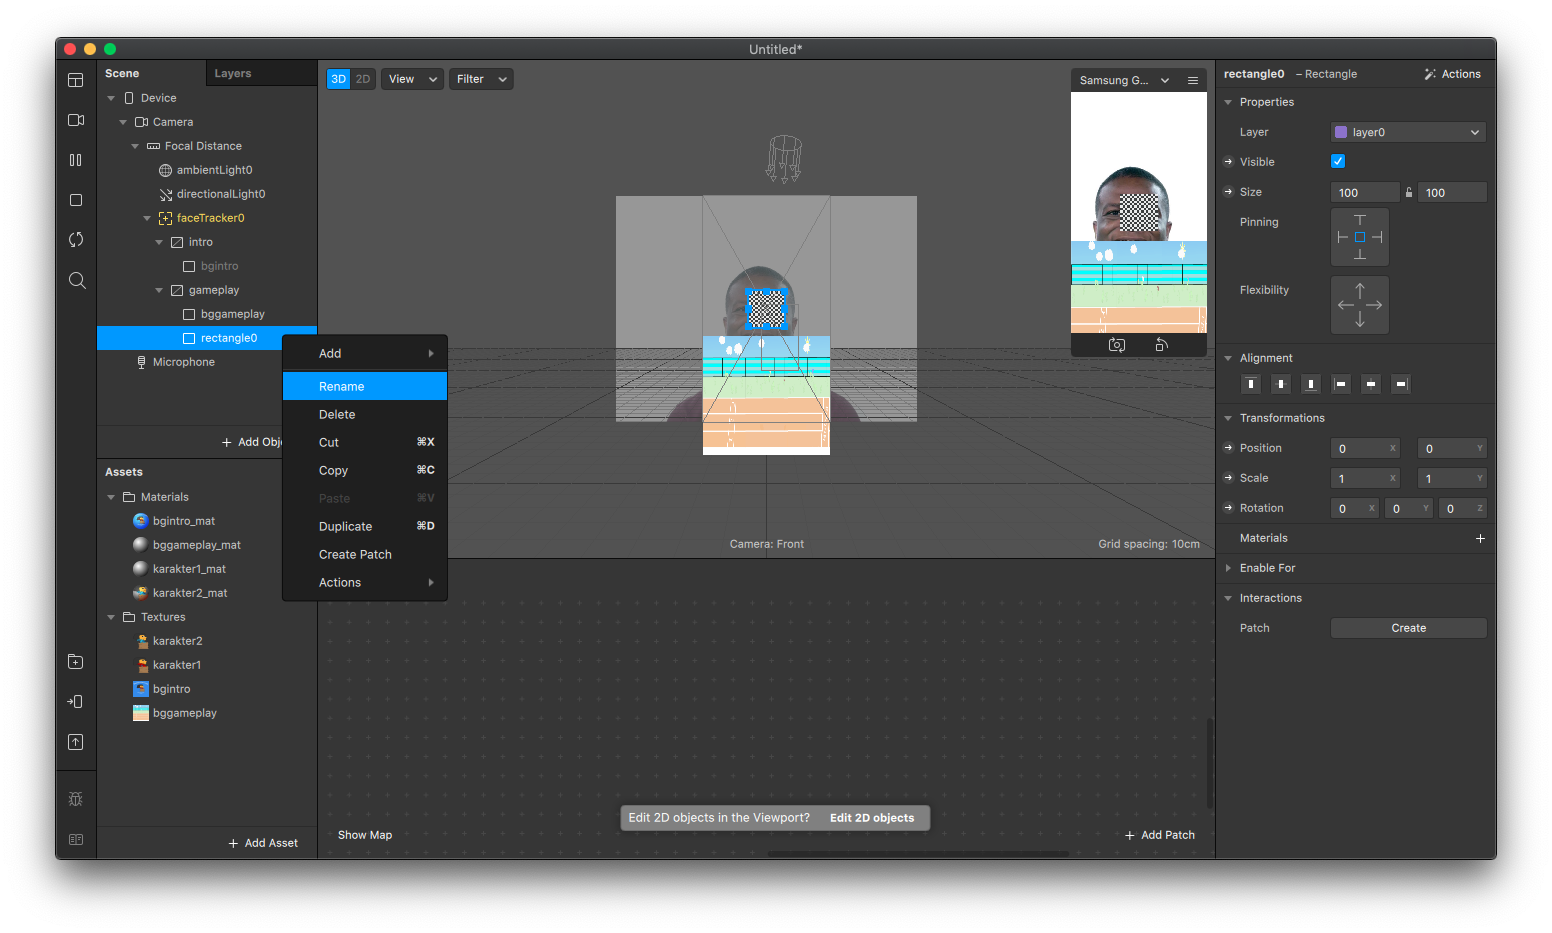 Untitled*
Scene
Layers
Device
Camera
Focal Distance
ambientLight0
directionalLight0
faceTracker0
intro
bgintro
gameplay
bggameplay
rectangle0
Microphone
+ Add Obje
Assets
Materials
bgintro_mat
bggameplay_mat
karakter1_mat
karakter2_mat
Textures
karakter2
karakter1
bgintro
bggameplay
+ Add Asset
Add
Rename
Delete
Cut ⌘X
Copy ⌘C
Paste ⌘V
Duplicate ⌘D
Create Patch
Actions
3D 2D View Filter
Samsung G...
Camera: Front
Grid spacing: 10cm
Edit 2D objects in the Viewport? Edit 2D objects
Show Map
+ Add Patch
rectangle0 – Rectangle Actions
Properties
Layer layer0
Visible
Size 100 100
Pinning
Flexibility
Alignment
Transformations
Position 0 X 0 Y
Scale 1 X 1 Y
Rotation 0 X 0 Y 0 Z
Materials +
Enable For
Interactions
Patch Create